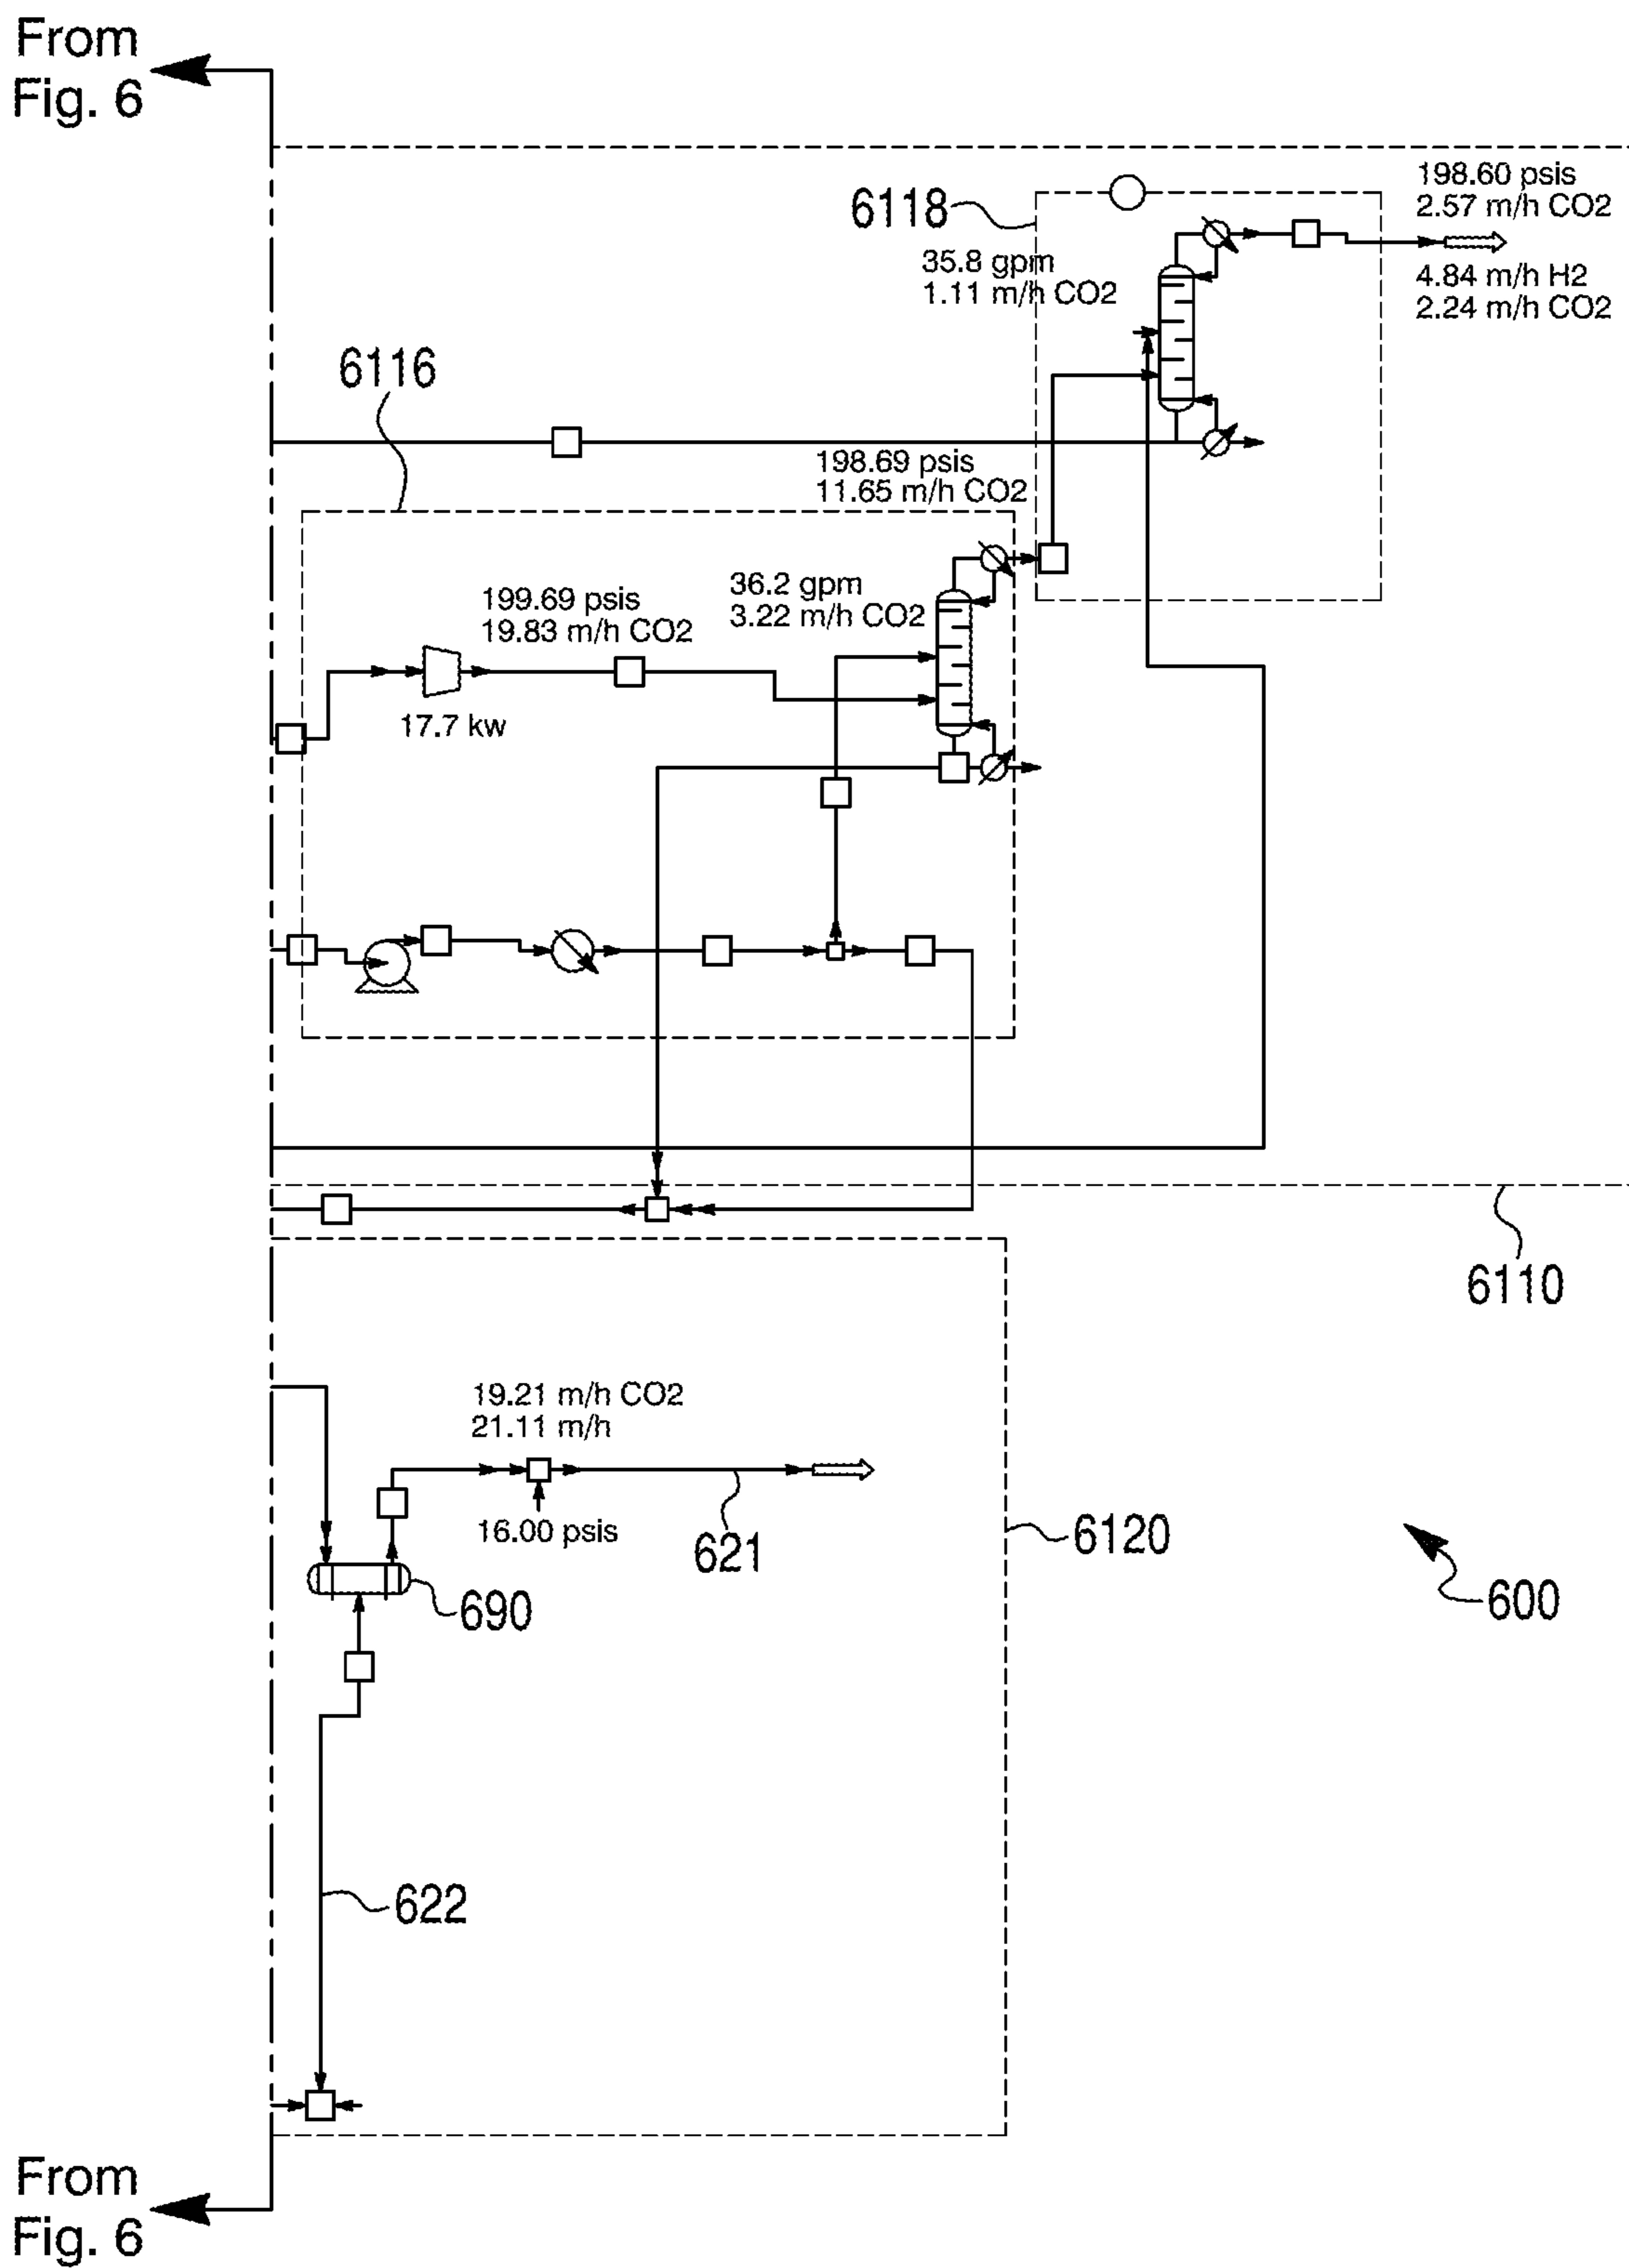 From
Fig. 6
198.60 psis
2.57 m/h CO2
6118
35.8 gpm
1.11 m/h CO2
4.84 m/h H2
2.24 m/h CO2
6116
198.69 psis
11.65 m/h CO2
199.69 psis
19.83 m/h CO2
36.2 gpm
3.22 m/h CO2
17.7 kw
6110
19.21 m/h CO2
21.11 m/h
16.00 psis
621
6120
690
600
622
From
Fig. 6